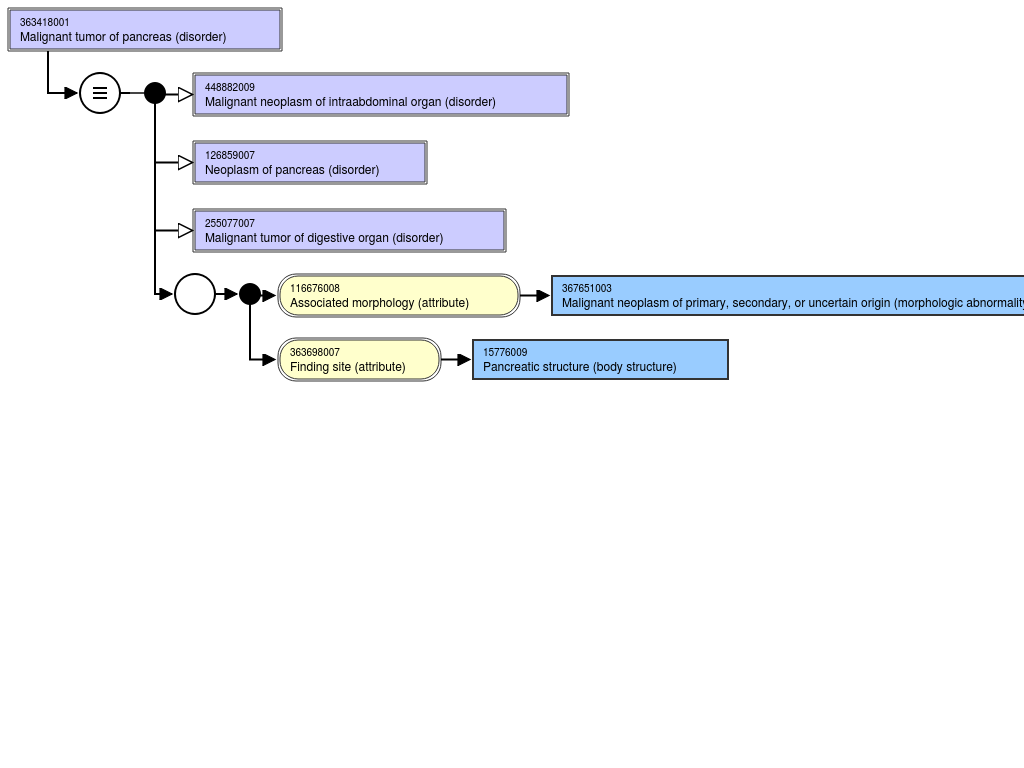 363418001
Malignant tumor of pancreas (disorder)
448882009
Malignant neoplasm of intraabdominal organ (disorder)
126859007
Neoplasm of pancreas (disorder)
255077007
Malignant tumor of digestive organ (disorder)
116676008
Associated morphology (attribute)
367651003
Malignant neoplasm of primary, secondary, or uncertain origin (morphologic abnormality
363698007
Finding site (attribute)
15776009
Pancreatic structure (body structure)